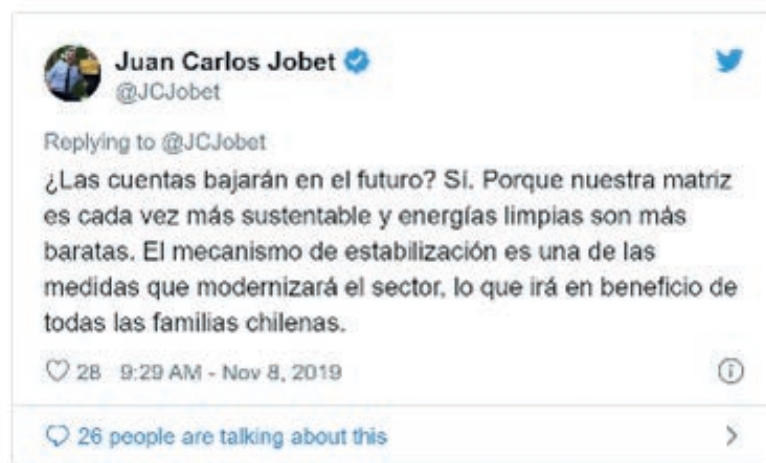 Juan Carlos Jobet
@JCJobet
Replying to @JCJobet
¿Las cuentas bajarán en el futuro? Sí. Porque nuestra matriz
es cada vez más sustentable y energías limpias son más
baratas. El mecanismo de estabilización es una de las
medidas que modernizará el sector, lo que irá en beneficio de
todas las familias chilenas.
28 9:29 AM - Nov 8, 2019
26 people are talking about this